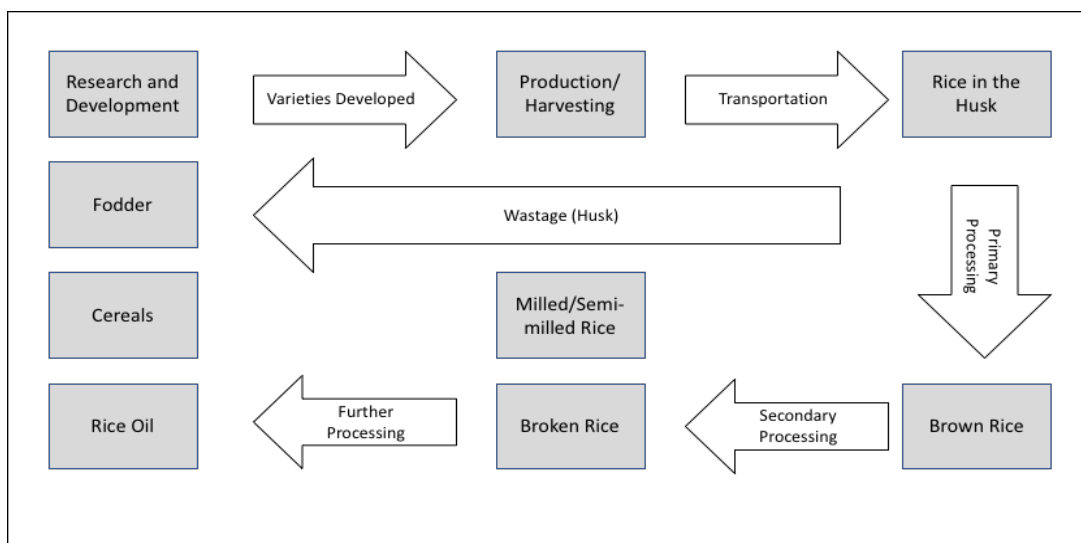 Research and
Development
Varieties Developed
Production/
Harvesting
Transportation
Rice in the
Husk
Fodder
Wastage (Husk)
Primary
Processing
Cereals
Milled/Semi-
milled Rice
Rice Oil
Further
Processing
Broken Rice
Secondary
Processing
Brown Rice